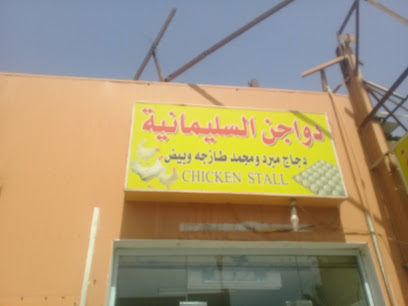 دواجن السليمانية
دجاج مبرد ومجمد طازجه وبيض
CHICKEN STALL